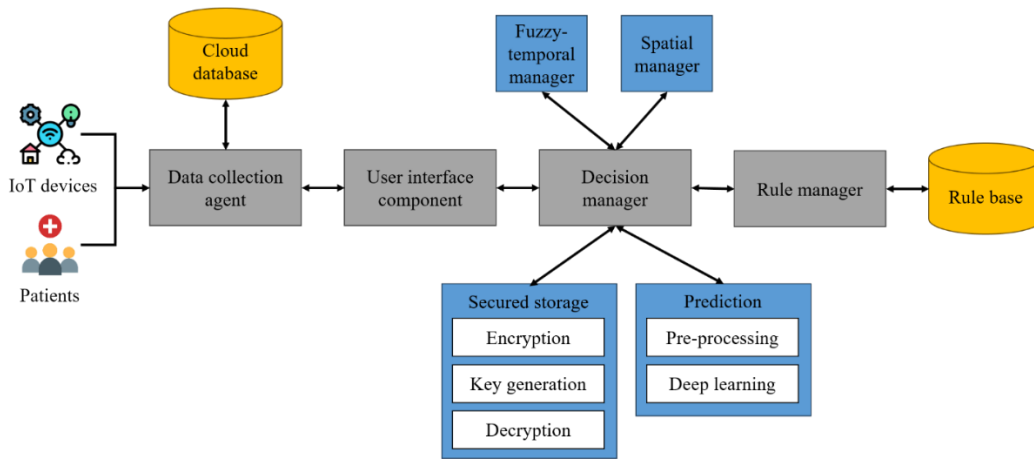 Cloud
database
Fuzzy-
temporal
manager
Spatial
manager
IoT devices
Patients
Data collection
agent
User interface
component
Decision
manager
Rule manager
Rule base
Secured storage
Encryption
Key generation
Decryption
Prediction
Pre-processing
Deep learning